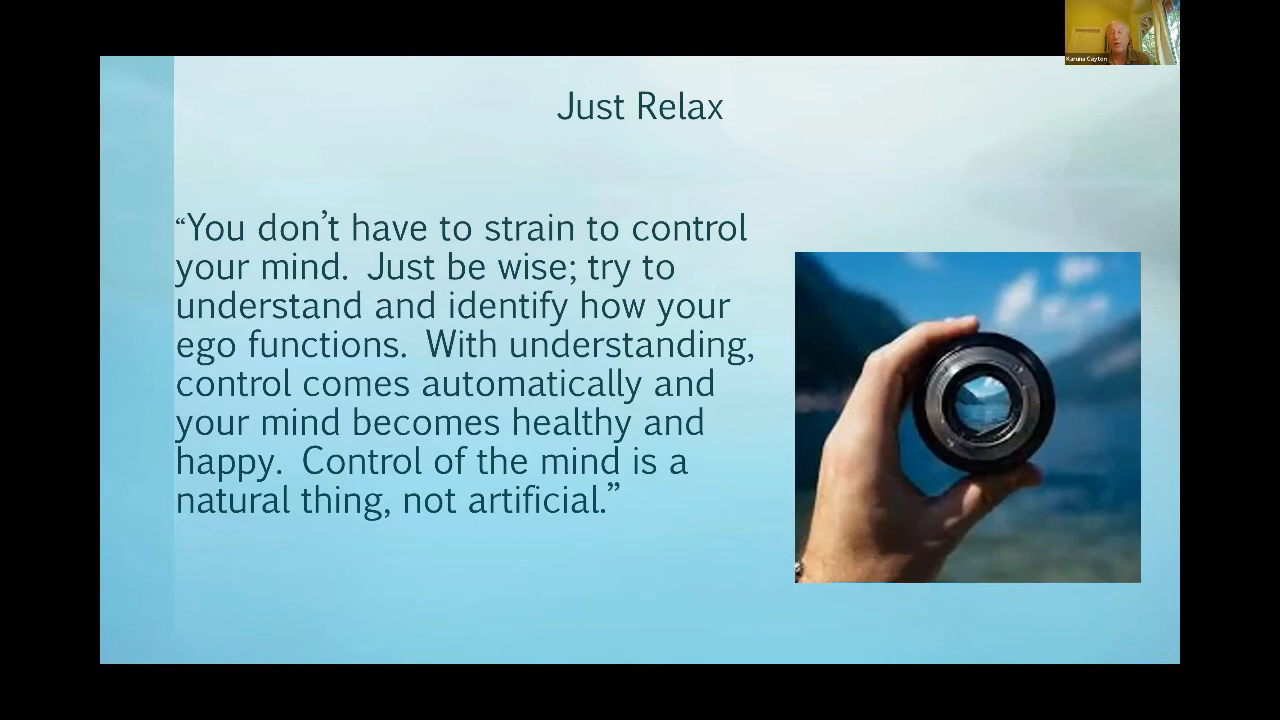 Karuna Cayton
Just Relax
“You don’t have to strain to control
your mind.  Just be wise; try to
understand and identify how your
ego functions.  With understanding,
control comes automatically and
your mind becomes healthy and
happy.  Control of the mind is a
natural thing, not artificial.”